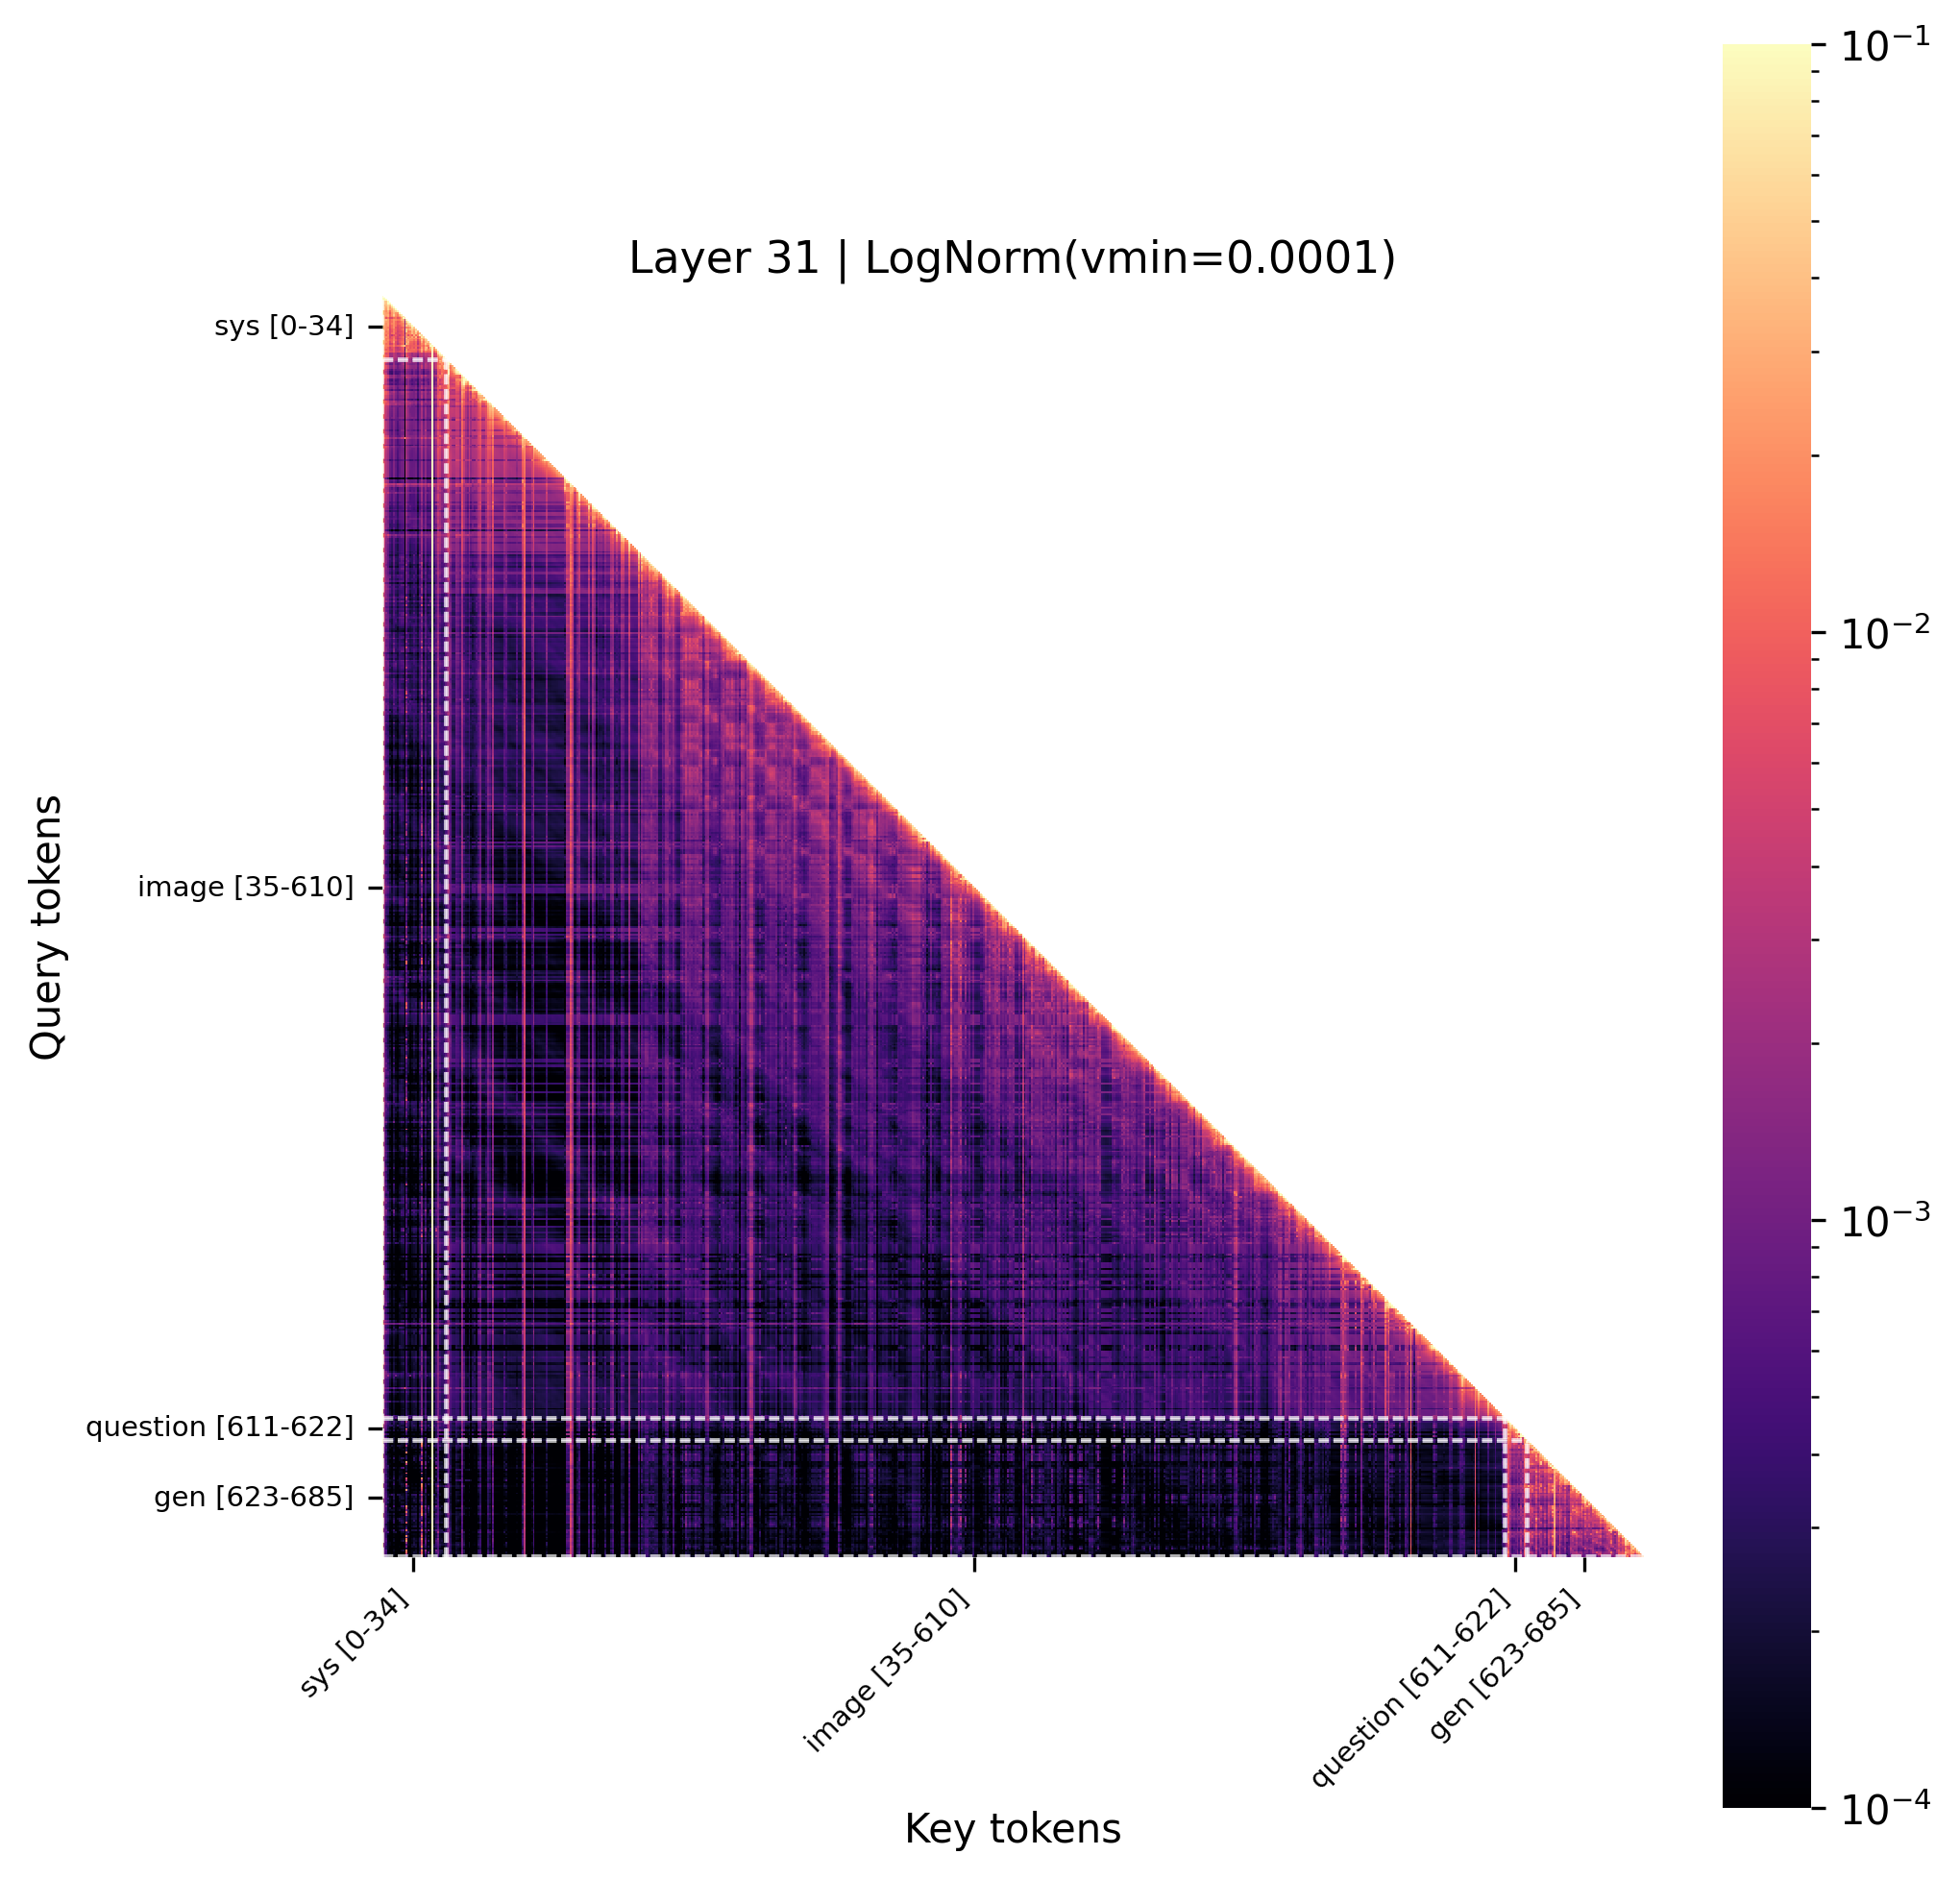 Layer 31 | LogNorm(vmin=0.0001)
Query tokens
sys [0-34]
image [35-610]
question [611-622]
gen [623-685]
sys [0-34]
image [35-610]
question [611-622]
gen [623-685]
Key tokens
10⁻¹
10⁻²
10⁻³
10⁻⁴